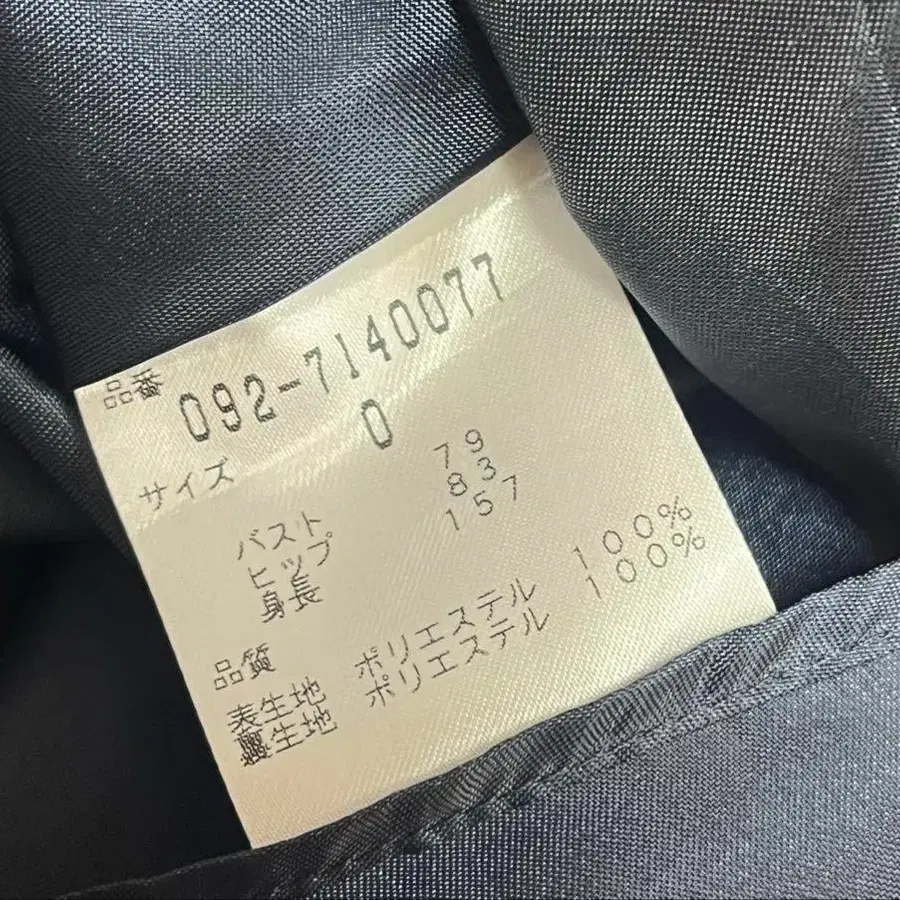 品番 092-7140077
サイズ 0
バスト 79
ヒップ 83
身長 157
品質
表生地 ポリエステル 100%
裏生地 ポリエステル 100%